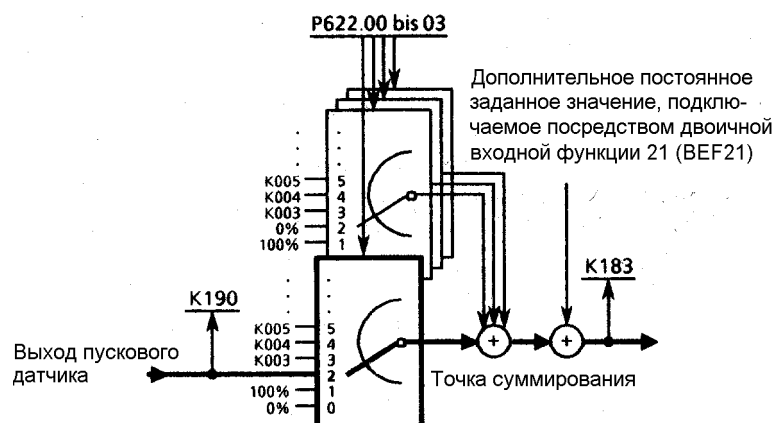 P622.00 bis 03
Дополнительное постоянное
заданное значение, подклю-
чаемое посредством двоичной
входной функции 21 (BEF21)
K005 5
K004 4
K003 3
0% 2
100% 1
K190
K183
K005 5
K004 4
K003 3
2
100% 1
0% 0
+ +
Выход пускового
датчика
Точка суммирования